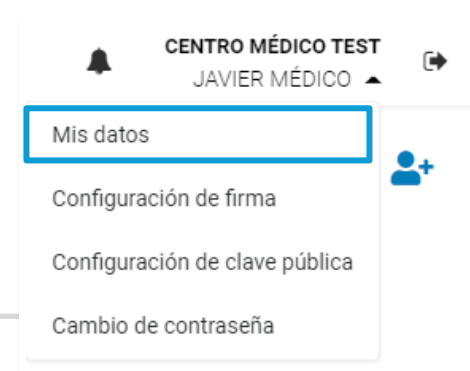 CENTRO MÉDICO TEST
JAVIER MÉDICO
Mis datos
Configuración de firma
Configuración de clave pública
Cambio de contraseña